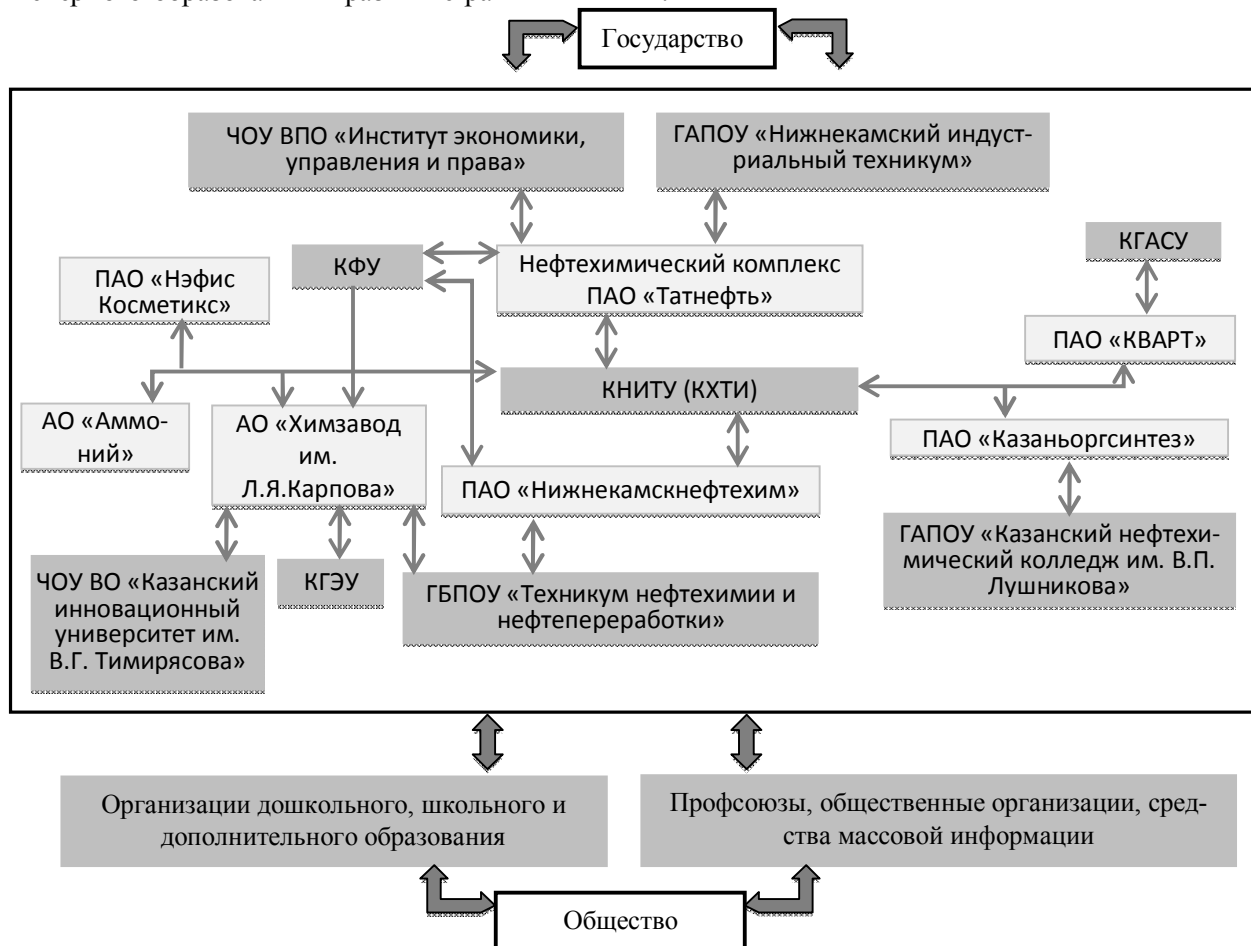 Государство
ЧОУ ВПО «Институт экономики,
управления и права»
ГАПОУ «Нижнекамский индуст-
риальный техникум»
КГАСУ
КФУ
Нефтехимический комплекс
ПАО «Татнефть»
ПАО «Нэфис
Косметикс»
ПАО «КВАРТ»
КНИТУ (КХТИ)
АО «Аммо-
ний»
АО «Химзавод
им.
Л.Я.Карпова»
ПАО «Казаньоргсинтез»
ПАО «Нижнекамскнефтехим»
ГАПОУ «Казанский нефтехи-
мический колледж им. В.П.
Лушникова»
ЧОУ ВО «Казанский
инновационный
университет им.
В.Г. Тимирясова»
КГЭУ
ГБПОУ «Техникум нефтехимии и
нефтепереработки»
Организации дошкольного, школьного и
дополнительного образования
Профсоюзы, общественные организации, сред-
ства массовой информации
Общество